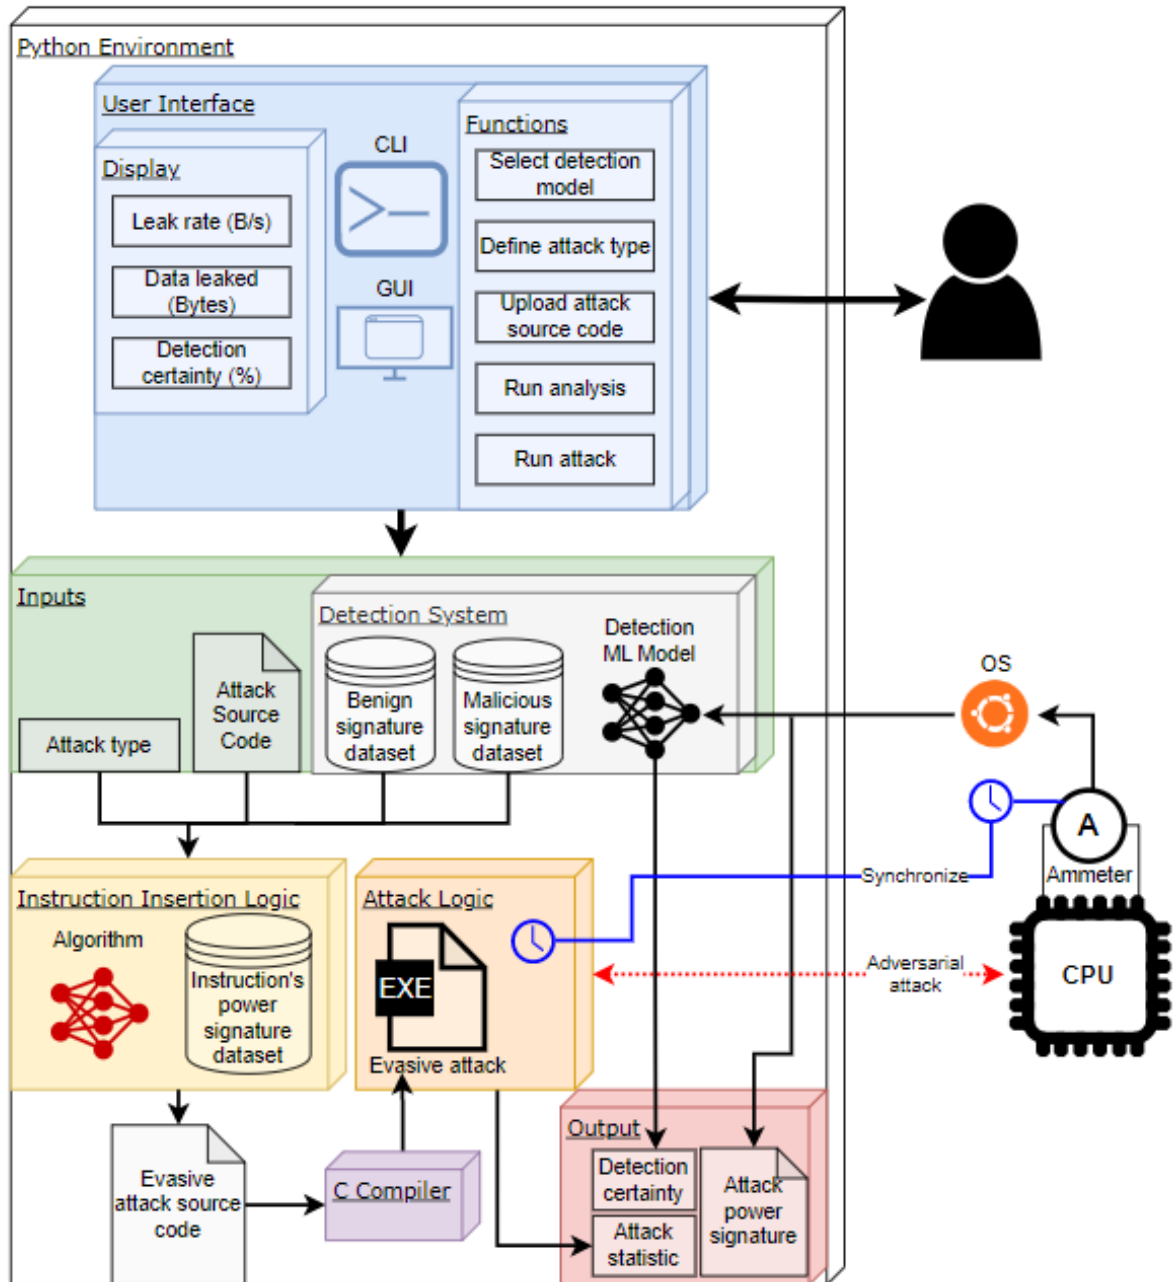 Python Environment
User Interface
Display
Leak rate (B/s)
Data leaked
(Bytes)
Detection
certainty (%)
CLI
GUI
Functions
Select detection
model
Define attack type
Upload attack
source code
Run analysis
Run attack
Inputs
Attack type
Attack
Source
Code
Detection System
Benign
signature
dataset
Malicious
signature
dataset
Detection
ML Model
OS
A
Ammeter
CPU
Synchronize
Adversarial
attack
Instruction Insertion Logic
Algorithm
Instruction's
power
signature
dataset
Attack Logic
EXE
Evasive attack
Evasive
attack source
code
C Compiler
Output
Detection
certainty
Attack
statistic
Attack
power
signature